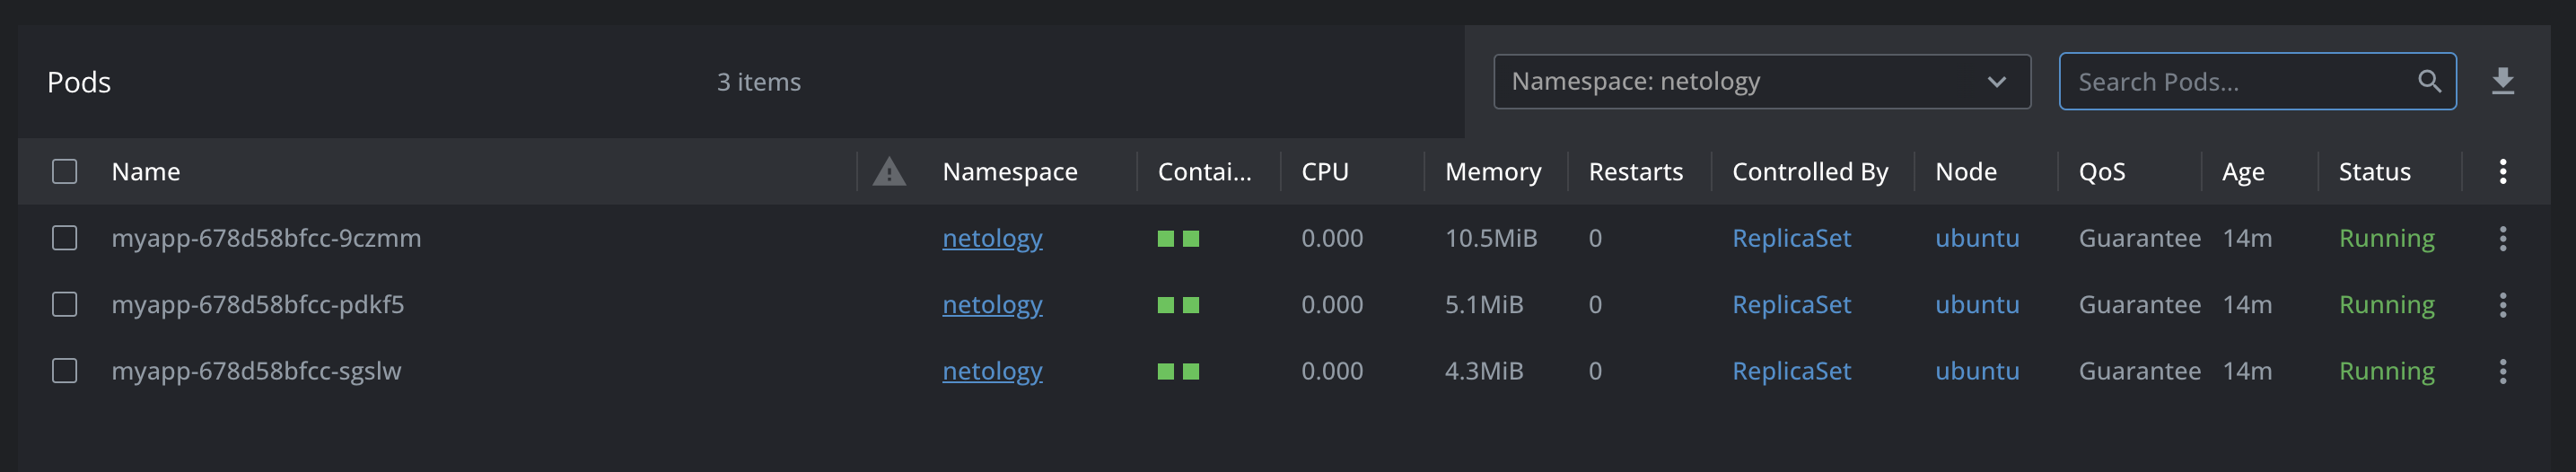 Pods 3 items Namespace: netology Search Pods...
Name Namespace Contai... CPU Memory Restarts Controlled By Node QoS Age Status
myapp-678d58bfcc-9czmm netology 0.000 10.5MiB 0 ReplicaSet ubuntu Guarantee 14m Running
myapp-678d58bfcc-pdkf5 netology 0.000 5.1MiB 0 ReplicaSet ubuntu Guarantee 14m Running
myapp-678d58bfcc-sgslw netology 0.000 4.3MiB 0 ReplicaSet ubuntu Guarantee 14m Running